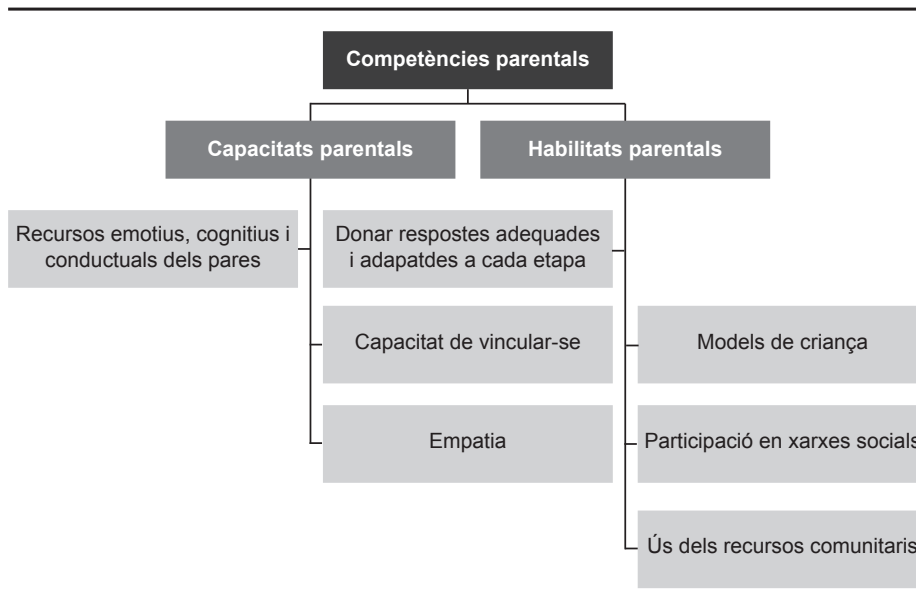 Competències parentals
Capacitats parentals
Habilitats parentals
Recursos emotius, cognitius i
conductuals dels pares
Donar respostes adequades
i adapatdes a cada etapa
Capacitat de vincular-se
Models de criança
Empatia
Participació en xarxes socials
Ús dels recursos comunitaris